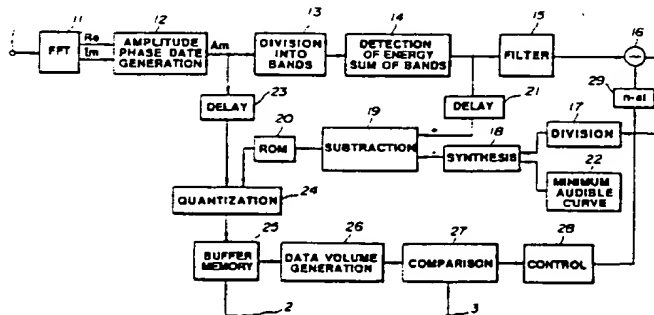 11
12
13
14
15
16
Re
Im
FFT
AMPLITUDE
PHASE DATE
GENERATION
Am
DIVISION
INTO
BANDS
DETECTION
OF ENERGY
SUM OF BANDS
FILTER
29
n-ai
DELAY
23
DELAY
21
20
ROM
19
SUBTRACTION
18
SYNTHESIS
17
DIVISION
22
MINIMUM
AUDIBLE
CURVE
QUANTIZATION
24
25
BUFFER
MEMORY
26
DATA VOLUME
GENERATION
27
COMPARISON
28
CONTROL
2
3